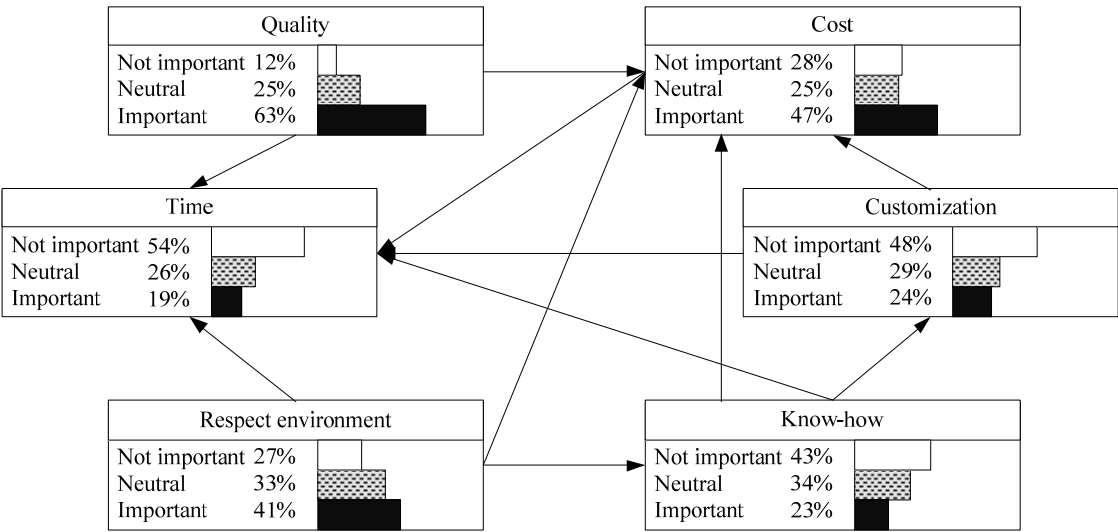 Quality
Not important 12%
Neutral 25%
Important 63%
Cost
Not important 28%
Neutral 25%
Important 47%
Time
Not important 54%
Neutral 26%
Important 19%
Customization
Not important 48%
Neutral 29%
Important 24%
Respect environment
Not important 27%
Neutral 33%
Important 41%
Know-how
Not important 43%
Neutral 34%
Important 23%